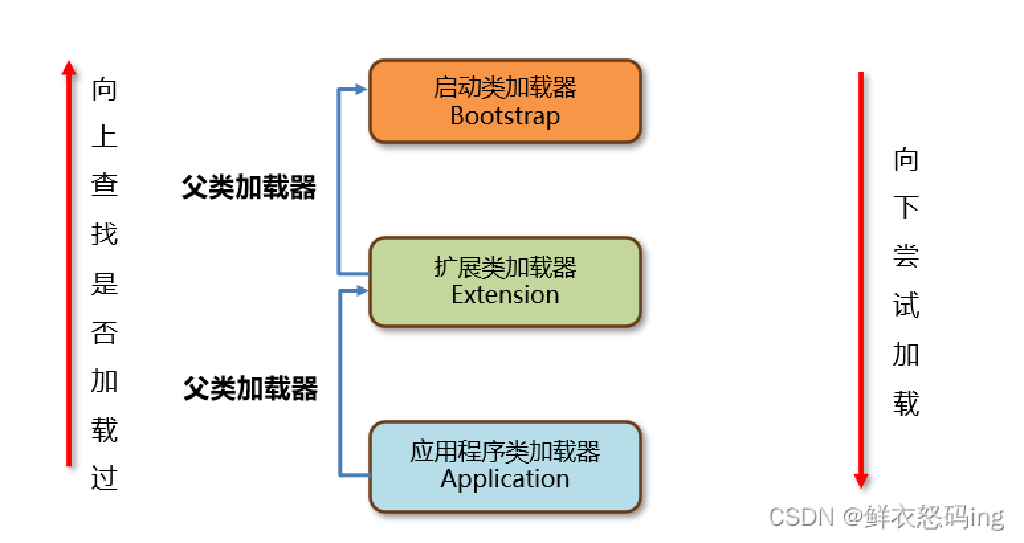 向上查找是否加载过
启动类加载器
Bootstrap
父类加载器
扩展类加载器
Extension
父类加载器
应用程序类加载器
Application
向下尝试加载
CSDN @鲜衣怒码ing